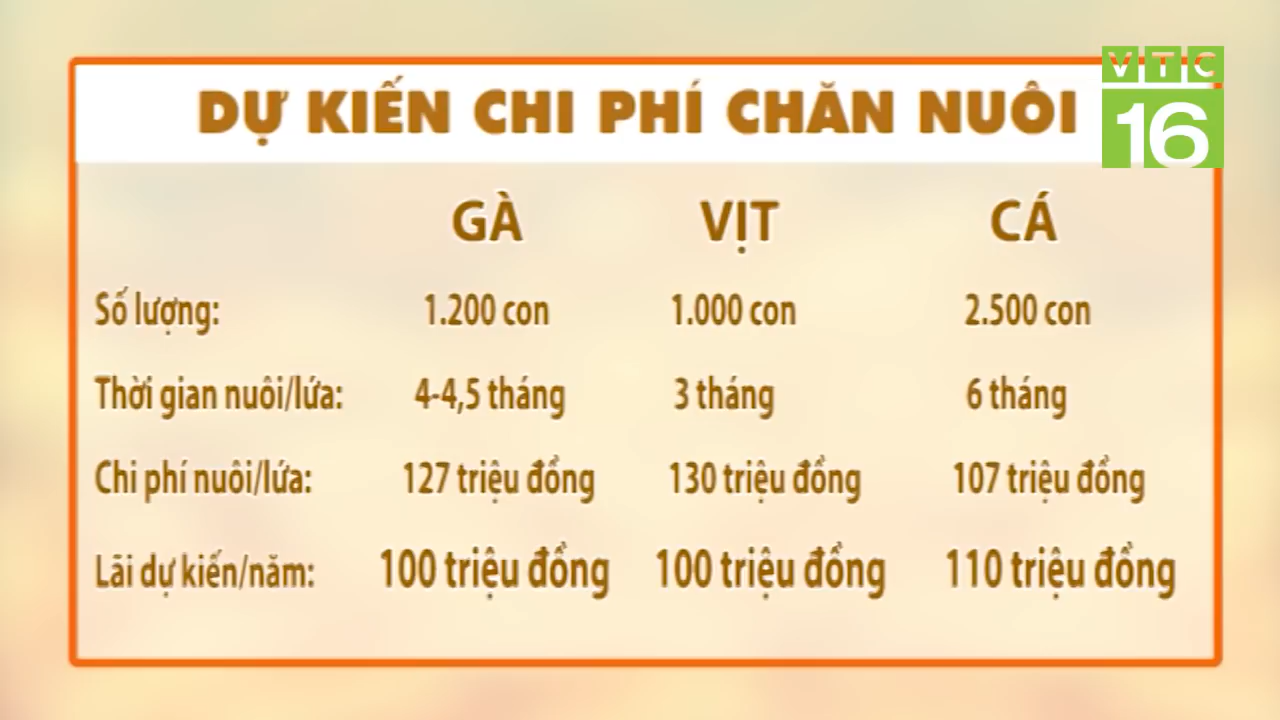 VTC
16
DỰ KIẾN CHI PHÍ CHĂN NUÔI
GÀ VỊT CÁ
Số lượng: 1.200 con 1.000 con 2.500 con
Thời gian nuôi/lứa: 4-4,5 tháng 3 tháng 6 tháng
Chi phí nuôi/lứa: 127 triệu đồng 130 triệu đồng 107 triệu đồng
Lãi dự kiến/năm: 100 triệu đồng 100 triệu đồng 110 triệu đồng